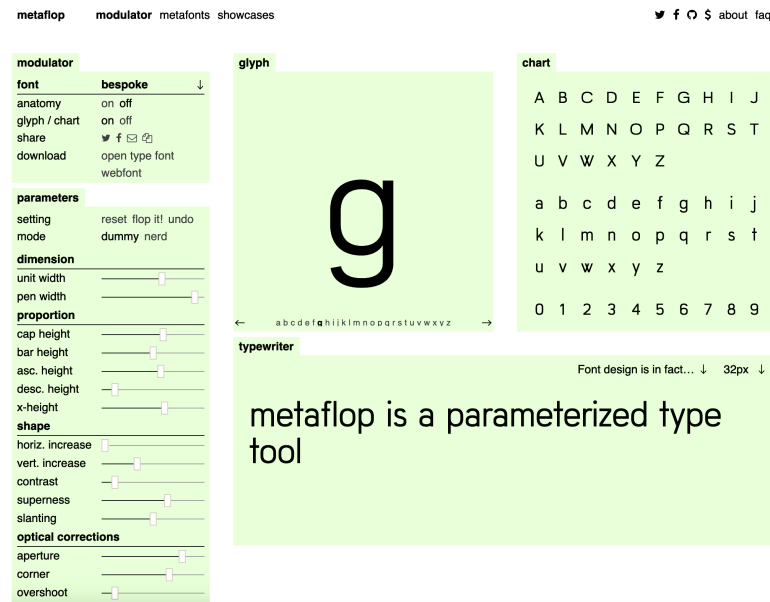 metaflop modulator metafonts showcases about faq
modulator
font bespoke ↓
anatomy on off
glyph / chart on off
share
download open type font
webfont
parameters
setting reset flop it! undo
mode dummy nerd
dimension
unit width
pen width
proportion
cap height
bar height
asc. height
desc. height
x-height
shape
horiz. increase
vert. increase
contrast
superness
slanting
optical corrections
aperture
corner
overshoot
glyph
g
← a b c d e f g h i j k l m n o p q r s t u v w x y z →
chart
A B C D E F G H I J
K L M N O P Q R S T
U V W X Y Z
a b c d e f g h i j
k l m n o p q r s t
u v w x y z
0 1 2 3 4 5 6 7 8 9
typewriter
Font design is in fact... ↓ 32px ↓
metaflop is a parameterized type
tool